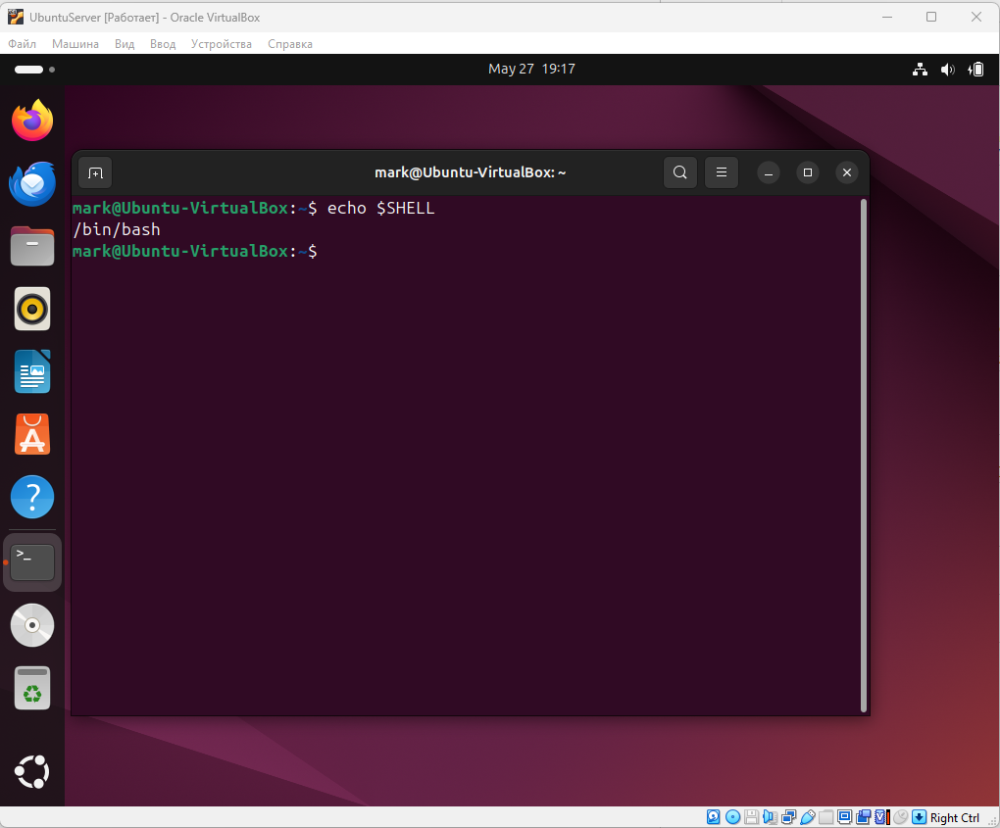 UbuntuServer [Работает] - Oracle VirtualBox
Файл Машина Вид Ввод Устройства Справка
May 27 19:17
mark@Ubuntu-VirtualBox: ~
mark@Ubuntu-VirtualBox:~$ echo $SHELL
/bin/bash
mark@Ubuntu-VirtualBox:~$
Right Ctrl